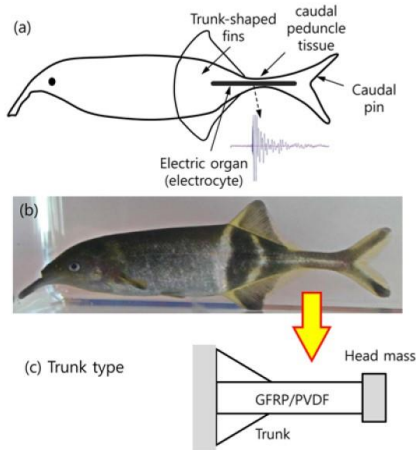 (a)
Trunk-shaped
fins
caudal
peduncle
tissue
Caudal
pin
Electric organ
(electrocyte)
(b)
(c) Trunk type
Head mass
GFRP/PVDF
Trunk